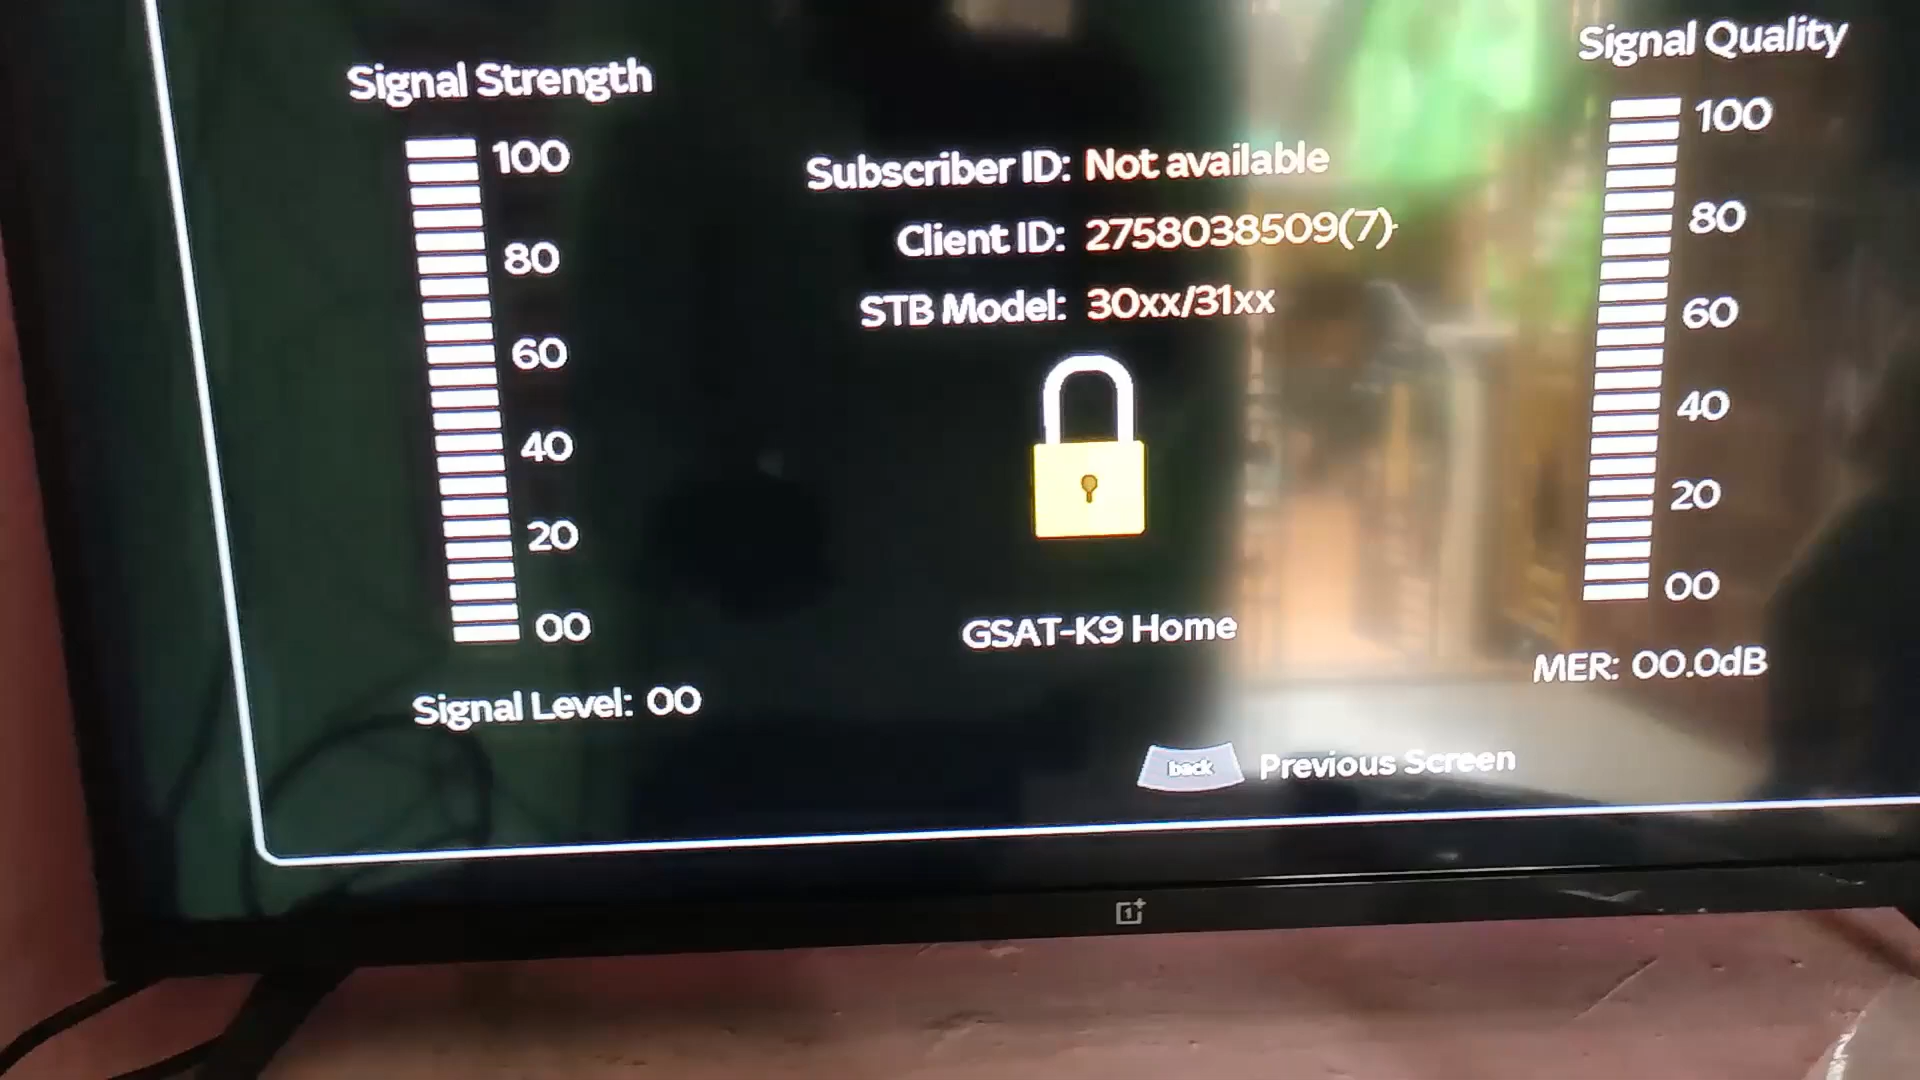 Signal Strength
100
80
60
40
20
00
Signal Level: 00
Subscriber ID: Not available
Client ID: 2758038509(7)-
STB Model: 30xx/31xx
GSAT-K9 Home
back Previous Screen
Signal Quality
100
80
60
40
20
00
MER: 00.0dB